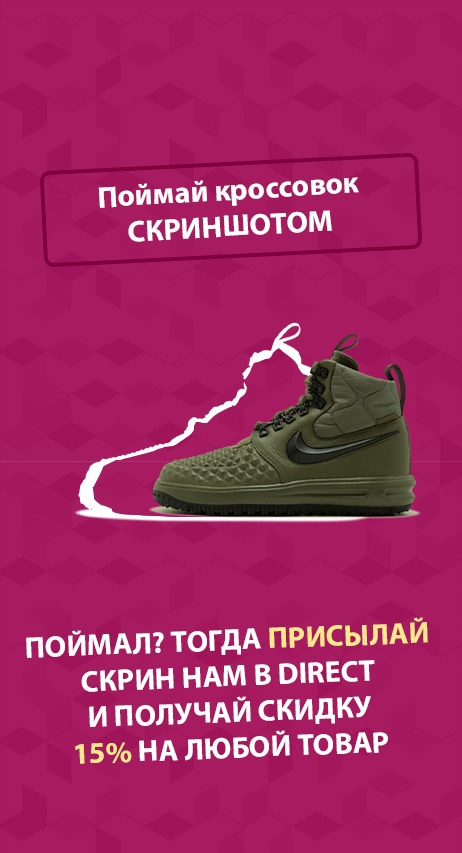 Поймай кроссовок
СКРИНШОТОМ
ПОЙМАЛ? ТОГДА ПРИСЫЛАЙ
СКРИН НАМ В DIRECT
И ПОЛУЧАЙ СКИДКУ
15% НА ЛЮБОЙ ТОВАР